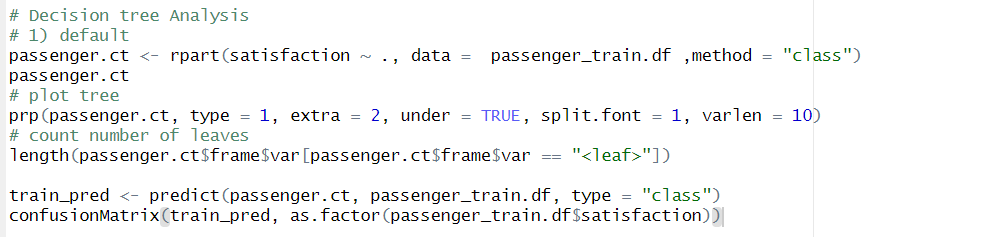 # Decision tree Analysis
# 1) default
passenger.ct <- rpart(satisfaction ~ ., data =  passenger_train.df ,method = "class")
passenger.ct
# plot tree
prp(passenger.ct, type = 1, extra = 2, under = TRUE, split.font = 1, varlen = 10)
# count number of leaves
length(passenger.ct$frame$var[passenger.ct$frame$var == "<leaf>"])
train_pred <- predict(passenger.ct, passenger_train.df, type = "class")
confusionMatrix(train_pred, as.factor(passenger_train.df$satisfaction))